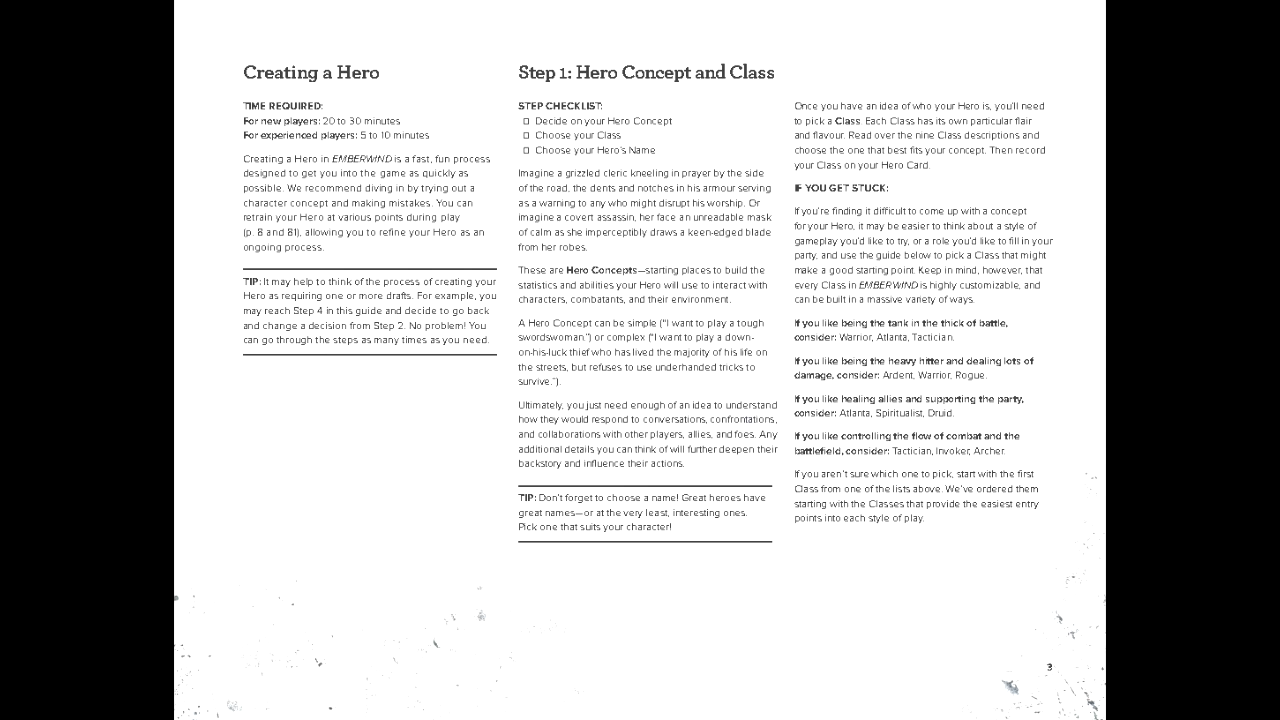 Creating a Hero
TIME REQUIRED:
For new players: 20 to 30 minutes
For experienced players: 5 to 10 minutes
Creating a Hero in EMBERWIND is a fast, fun process
designed to get you into the game as quickly as
possible. We recommend diving in by trying out a
character concept and making mistakes. You can
retrain your Hero at various points during play
(p. 8 and 81), allowing you to refine your Hero as an
ongoing process.
TIP: It may help to think of the process of creating your
Hero as requiring one or more drafts. For example, you
may reach Step 4 in this guide and decide to go back
and change a decision from Step 2. No problem! You
can go through the steps as many times as you need.
Step 1: Hero Concept and Class
STEP CHECKLIST:
□ Decide on your Hero Concept
□ Choose your Class
□ Choose your Hero's Name
Imagine a grizzled cleric kneeling in prayer by the side
of the road, the dents and notches in his armour serving
as a warning to any who might disrupt his worship. Or
imagine a covert assassin, her face an unreadable mask
of calm as she imperceptibly draws a keen-edged blade
from her robes.
These are Hero Concepts—starting places to build the
statistics and abilities your Hero will use to interact with
characters, combatants, and their environment.
A Hero Concept can be simple ("I want to play a tough
swordswoman.") or complex ("I want to play a down-
on-his-luck thief who has lived the majority of his life on
the streets, but refuses to use underhanded tricks to
survive.").
Ultimately, you just need enough of an idea to understand
how they would respond to conversations, confrontations,
and collaborations with other players, allies, and foes. Any
additional details you can think of will further deepen their
backstory and influence their actions.
TIP: Don't forget to choose a name! Great heroes have
great names—or at the very least, interesting ones.
Pick one that suits your character!
Once you have an idea of who your Hero is, you'll need
to pick a Class. Each Class has its own particular flair
and flavour. Read over the nine Class descriptions and
choose the one that best fits your concept. Then record
your Class on your Hero Card.
IF YOU GET STUCK:
If you're finding it difficult to come up with a concept
for your Hero, it may be easier to think about a style of
gameplay you'd like to try, or a role you'd like to fill in your
party, and use the guide below to pick a Class that might
make a good starting point. Keep in mind, however, that
every Class in EMBERWIND is highly customizable, and
can be built in a massive variety of ways.
If you like being the tank in the thick of battle,
consider: Warrior, Atlanta, Tactician.
If you like being the heavy hitter and dealing lots of
damage, consider: Ardent, Warrior, Rogue.
If you like healing allies and supporting the party,
consider: Atlanta, Spiritualist, Druid.
If you like controlling the flow of combat and the
battlefield, consider: Tactician, Invoker, Archer.
If you aren't sure which one to pick, start with the first
Class from one of the lists above. We've ordered them
starting with the Classes that provide the easiest entry
points into each style of play.
3